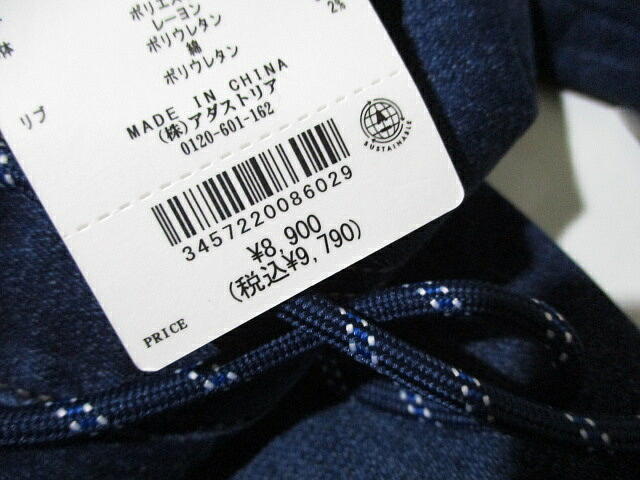 ポリエステル
レーヨン
ポリウレタン
綿
ポリウレタン
2%
体
リブ
MADE IN CHINA
(株)アダストリア
0120-601-162
SUSTAINABLE
3457220086029
¥8,900
(税込¥9,790)
PRICE